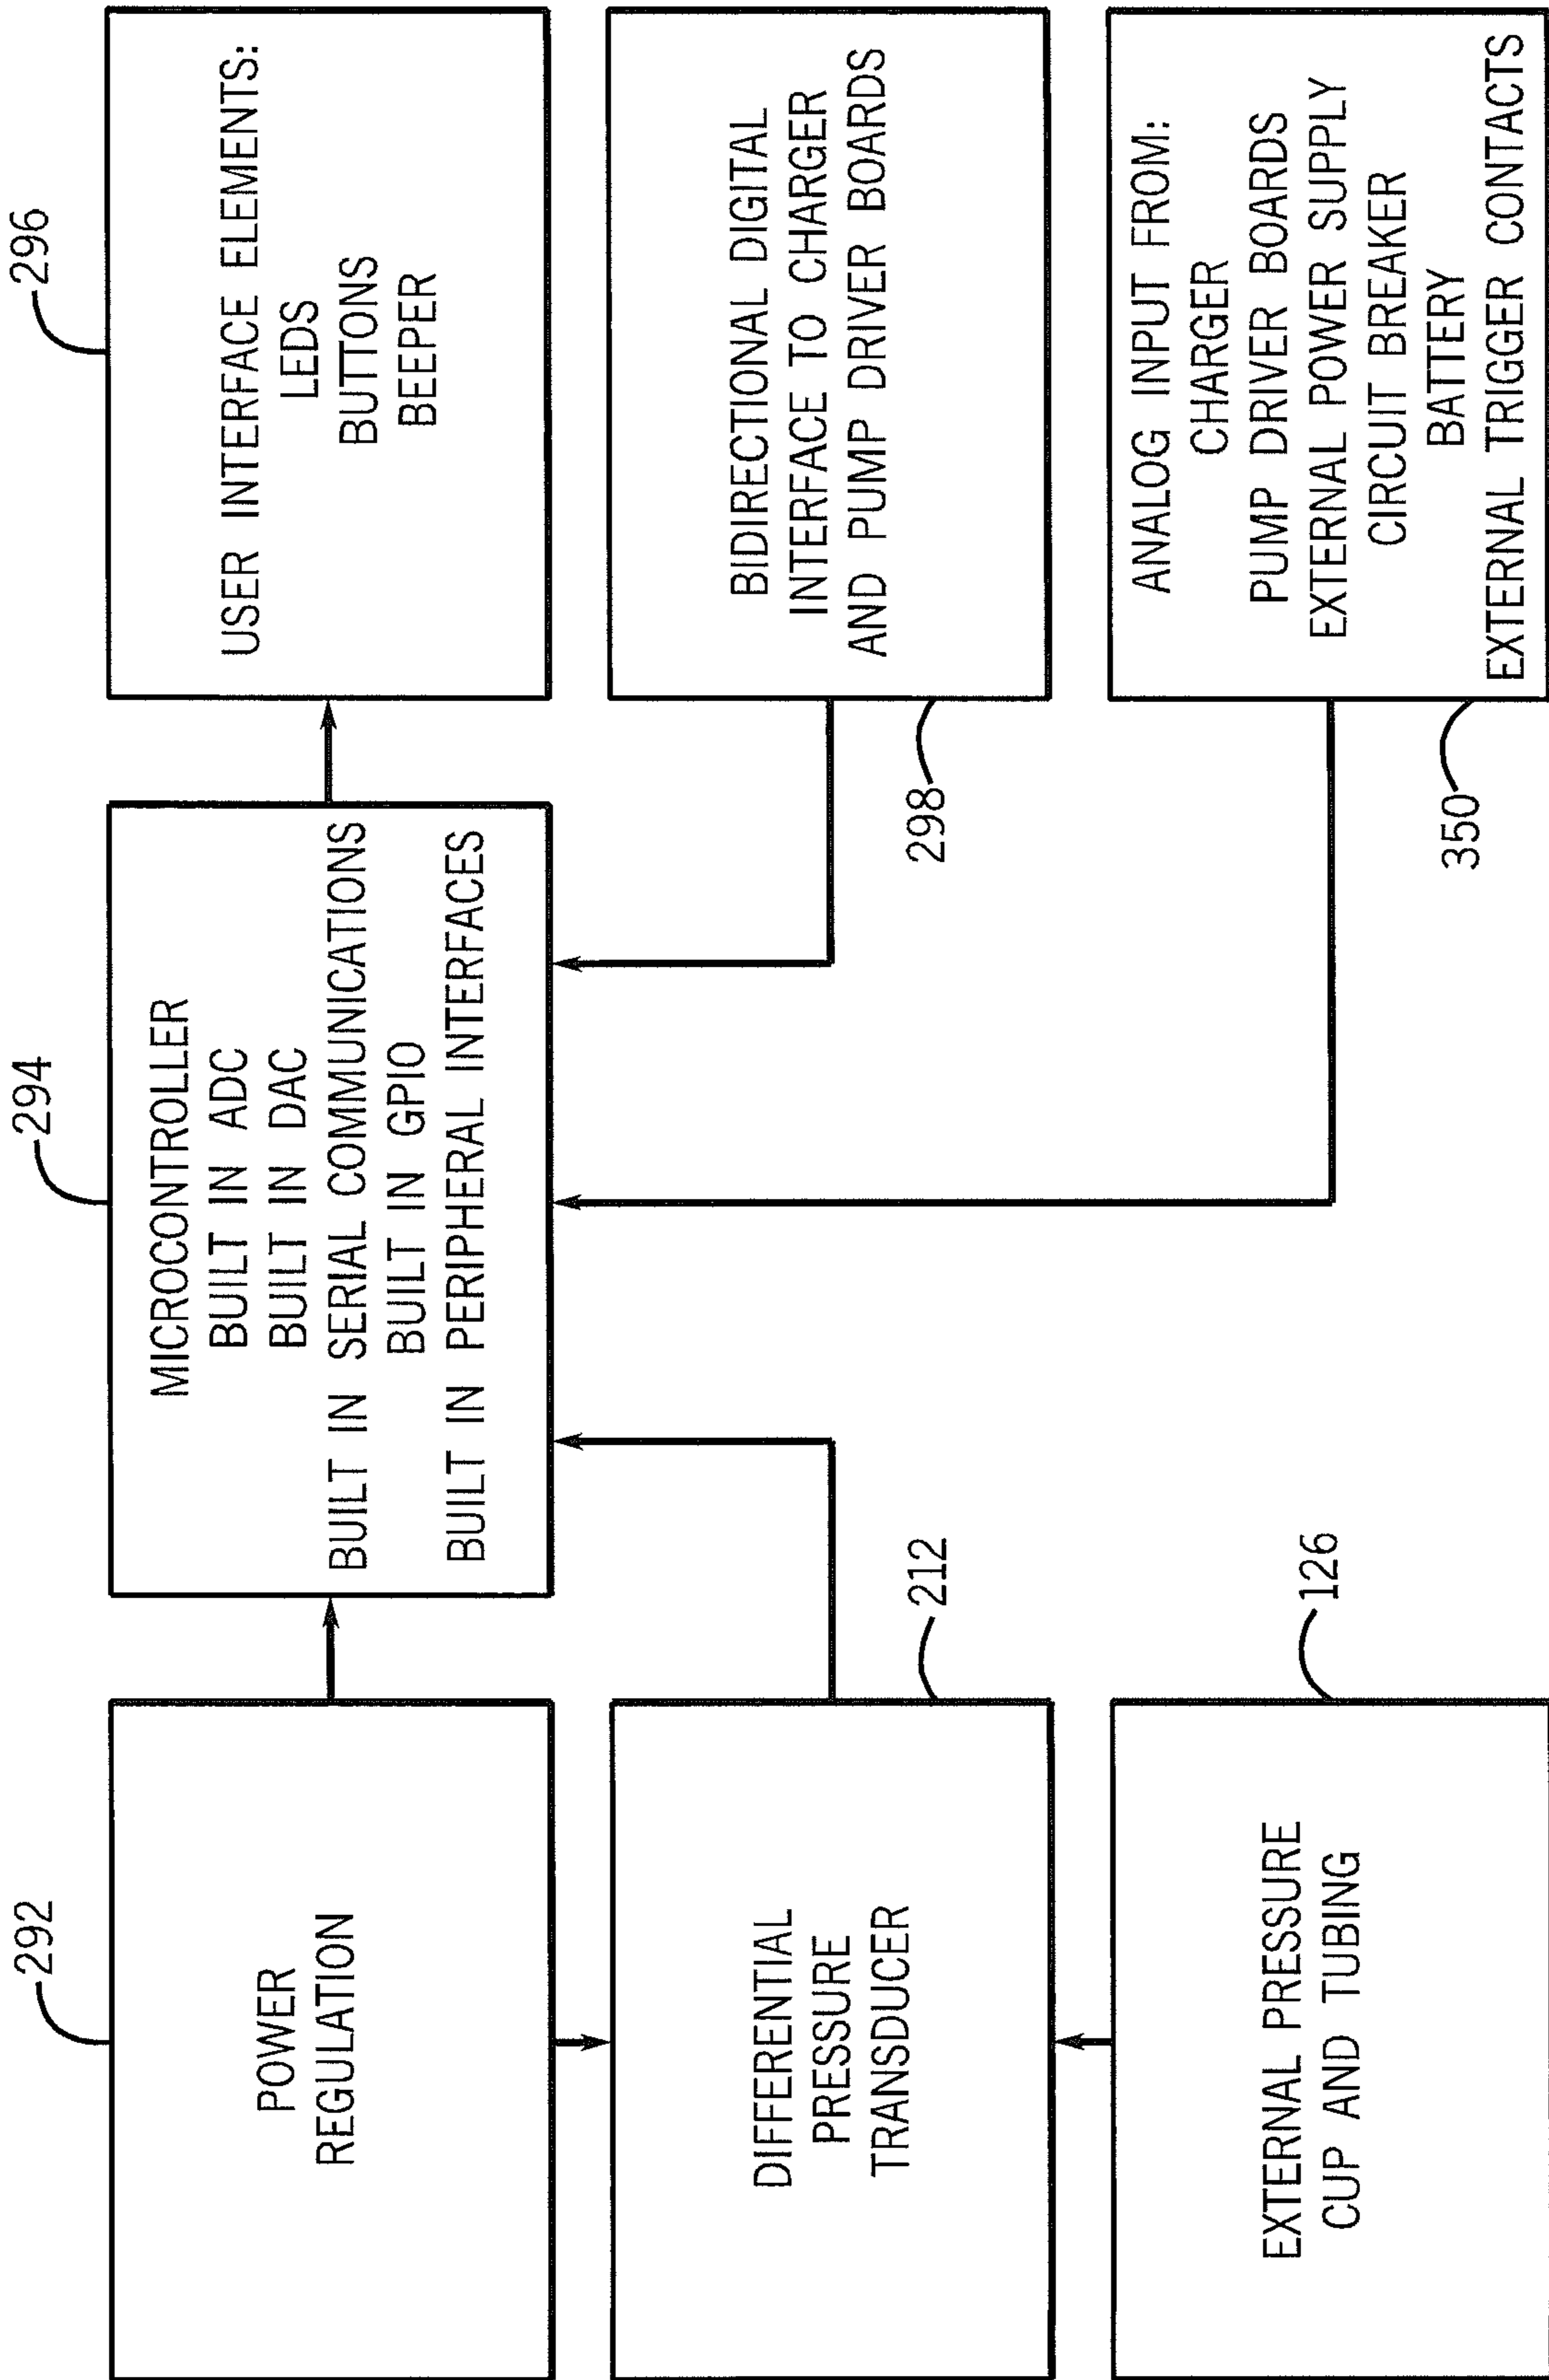 292
POWER
REGULATION
294
MICROCONTROLLER
BUILT IN ADC
BUILT IN DAC
BUILT IN SERIAL COMMUNICATIONS
BUILT IN GPIO
BUILT IN PERIPHERAL INTERFACES
296
USER INTERFACE ELEMENTS:
LEDS
BUTTONS
BEEPER
DIFFERENTIAL
PRESSURE
TRANSDUCER
212
BIDIRECTIONAL DIGITAL
INTERFACE TO CHARGER
AND PUMP DRIVER BOARDS
298
EXTERNAL PRESSURE
CUP AND TUBING
126
ANALOG INPUT FROM:
CHARGER
PUMP DRIVER BOARDS
EXTERNAL POWER SUPPLY
CIRCUIT BREAKER
BATTERY
EXTERNAL TRIGGER CONTACTS
350